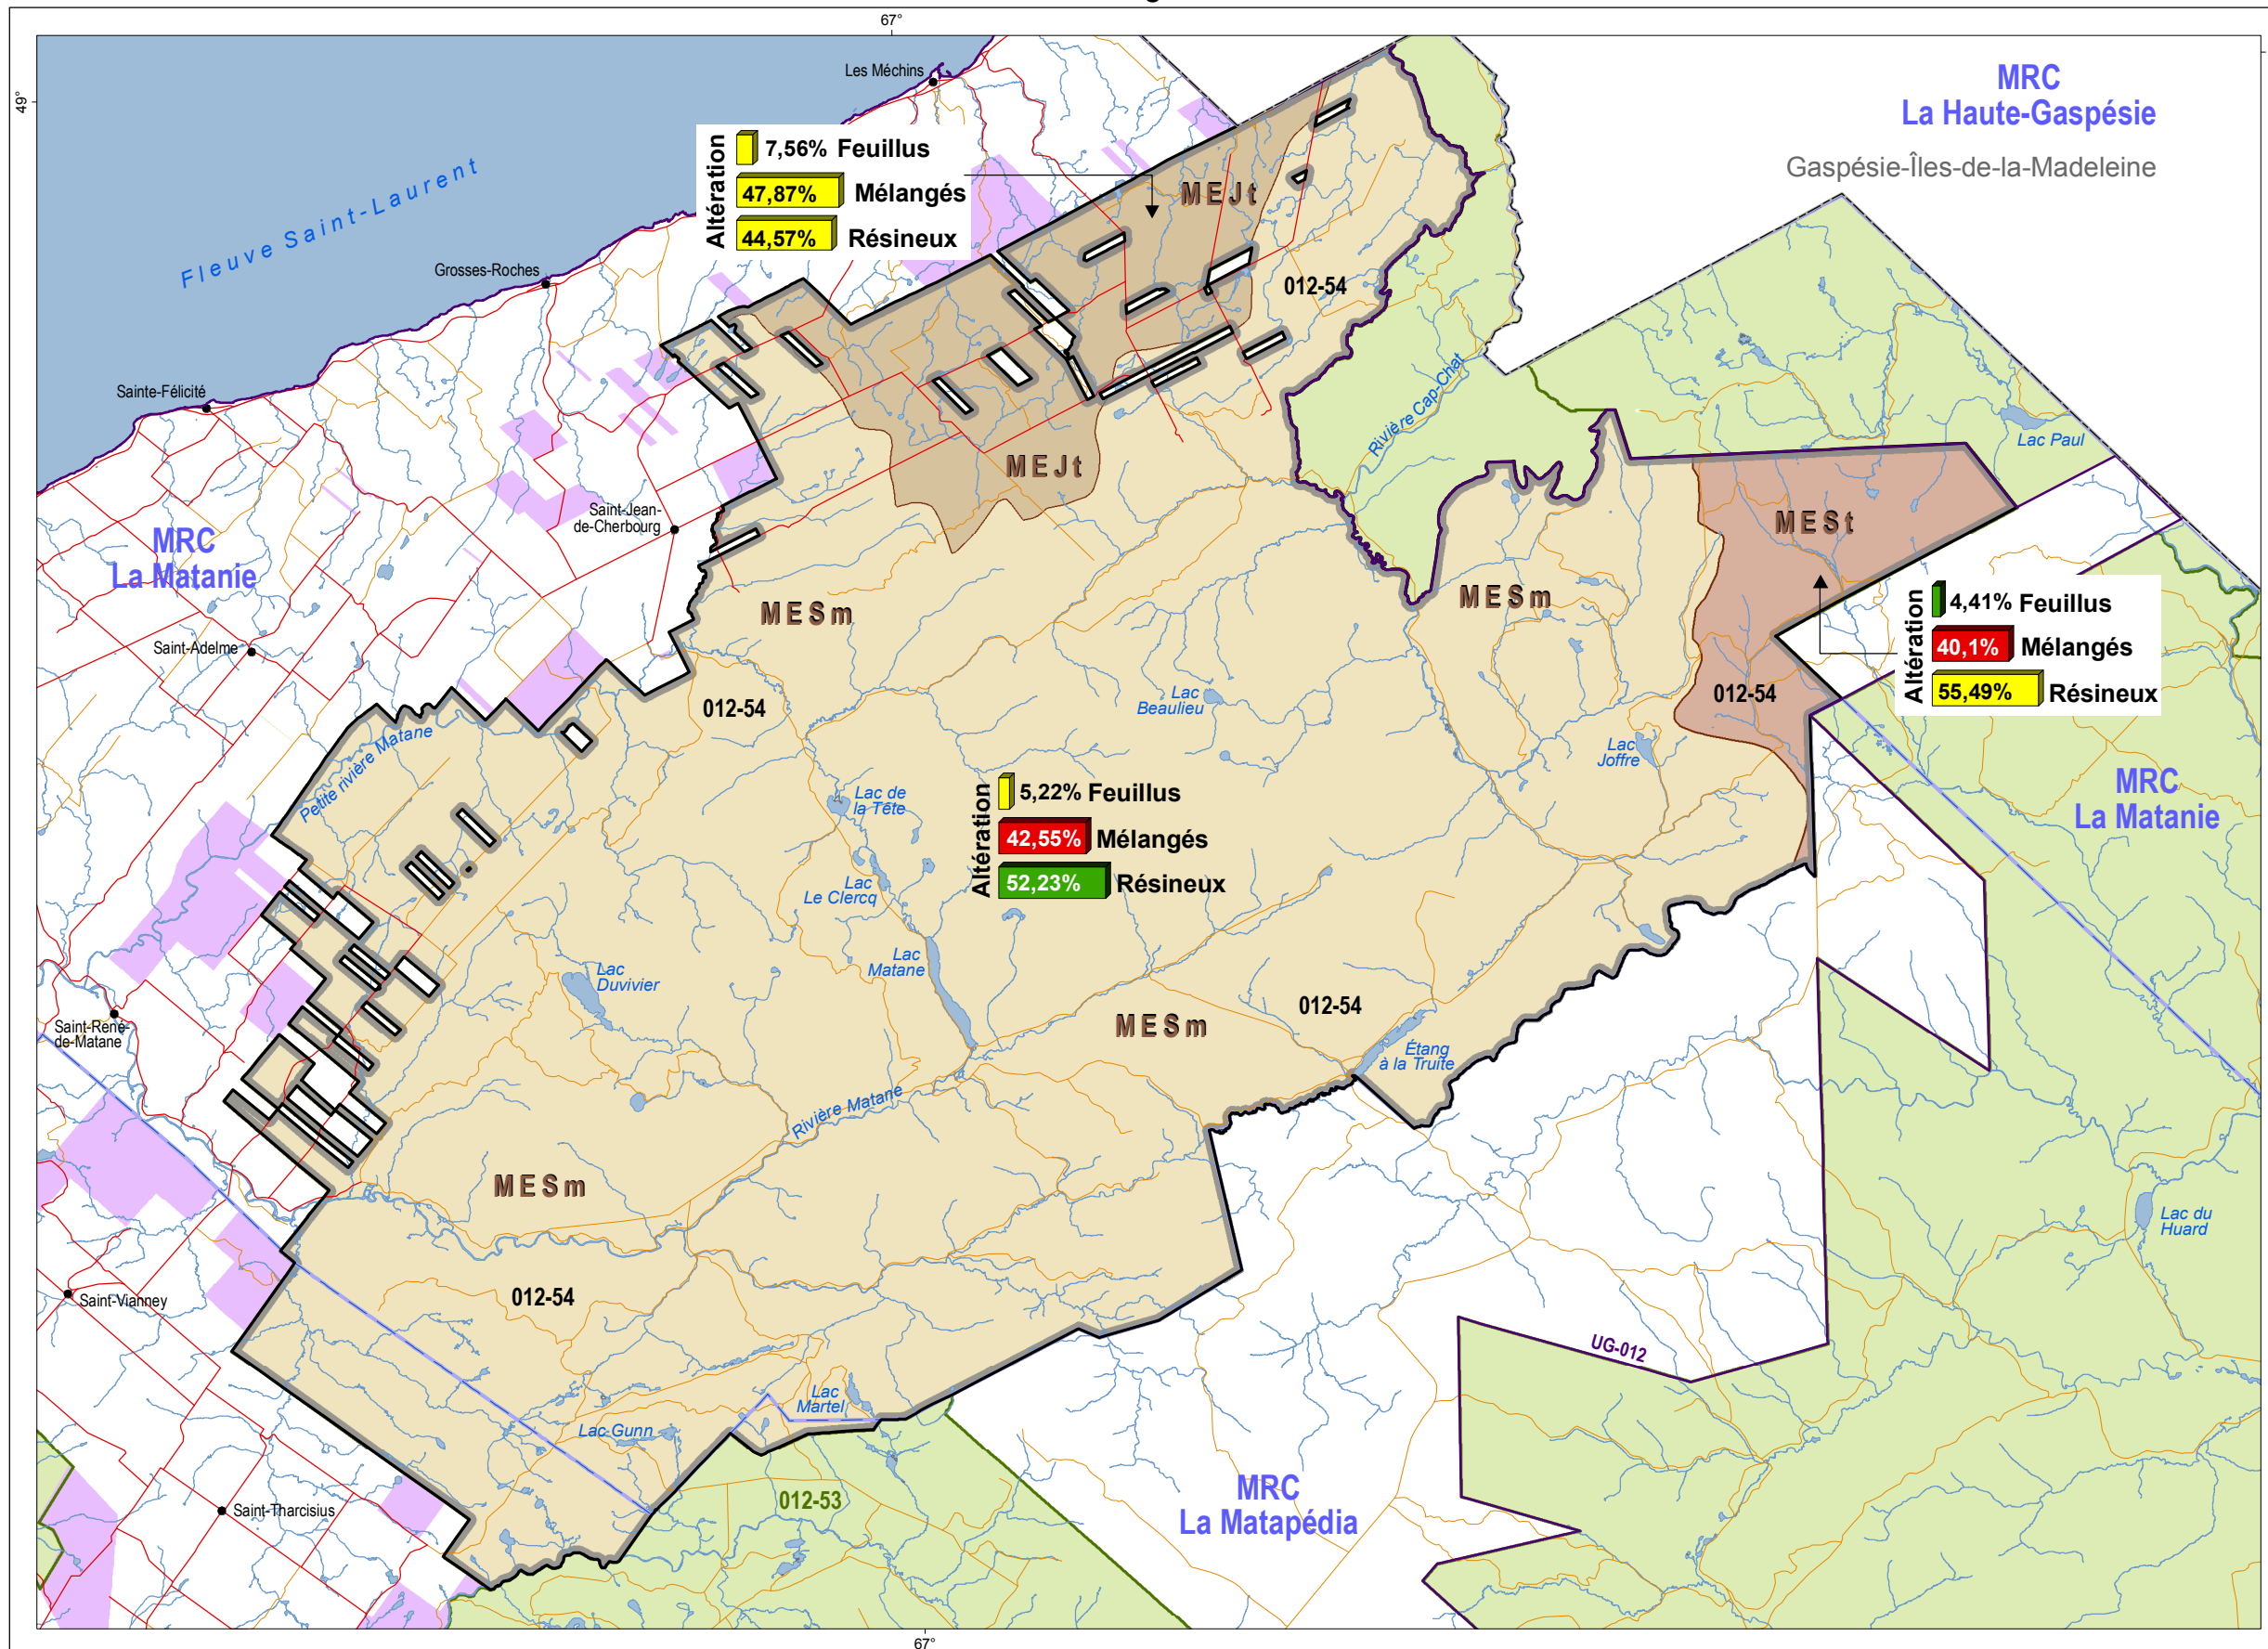 67°
49°
Les Méchins
MRC
La Haute-Gaspésie
Gaspésie-Îles-de-la-Madeleine
Altération
7,56% Feuillus
47,87% Mélangés
44,57% Résineux
MEJt
Fleuve Saint-Laurent
Grosses-Roches
012-54
Sainte-Félicité
Rivière Cap-Chat
Lac Paul
MEJt
Saint-Jean-
de-Cherbourg
MESt
MRC
La Matanie
MESm
MESm
Altération
4,41% Feuillus
40,1% Mélangés
55,49% Résineux
Saint-Adelme
012-54
Lac
Beaulieu
012-54
Petite rivière Matane
Lac
Joffre
Lac de
la Tête
Altération
5,22% Feuillus
42,55% Mélangés
52,23% Résineux
MRC
La Matanie
Lac
Le Clercq
Lac
Matane
Lac
Duvivier
012-54
MESm
Saint-René-
de-Matane
Étang
à la Truite
Rivière Matane
MESm
Lac du
Huard
012-54
Saint-Vianney
UG-012
Lac
Martel
Lac Gunn
012-53
MRC
La Matapédia
Saint-Tharcisius
67°